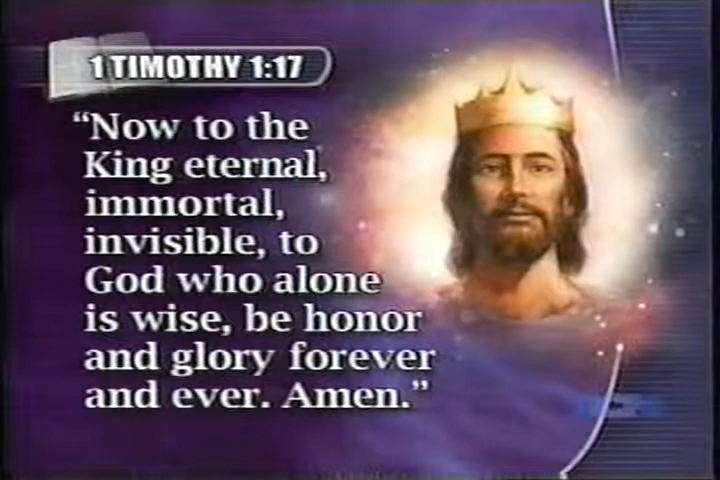 1 TIMOTHY 1:17
“Now to the
King eternal,
immortal,
invisible, to
God who alone
is wise, be honor
and glory forever
and ever. Amen.”